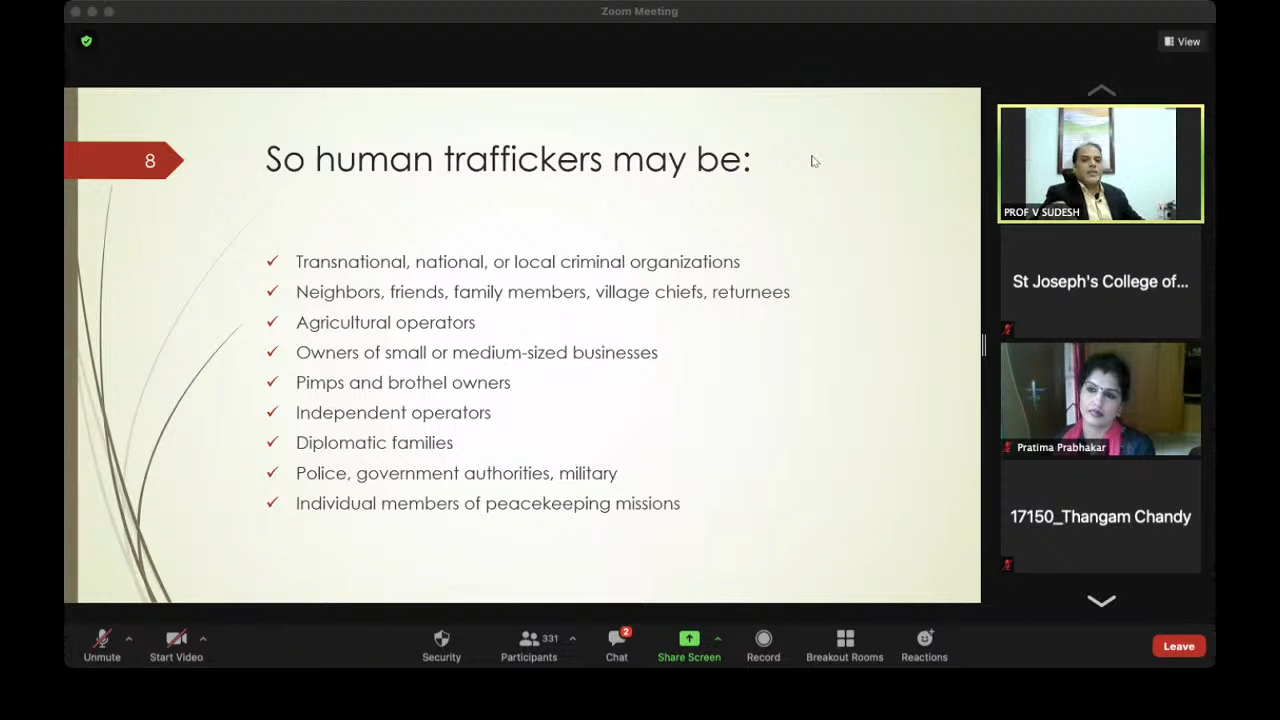 Zoom Meeting
View
8
So human traffickers may be:
Transnational, national, or local criminal organizations
Neighbors, friends, family members, village chiefs, returnees
Agricultural operators
Owners of small or medium-sized businesses
Pimps and brothel owners
Independent operators
Diplomatic families
Police, government authorities, military
Individual members of peacekeeping missions
PROF V SUDESH
St Joseph's College of...
Pratima Prabhakar
17150_Thangam Chandy
Unmute
Start Video
Security
331
Participants
2
Chat
Share Screen
Record
Breakout Rooms
Reactions
Leave